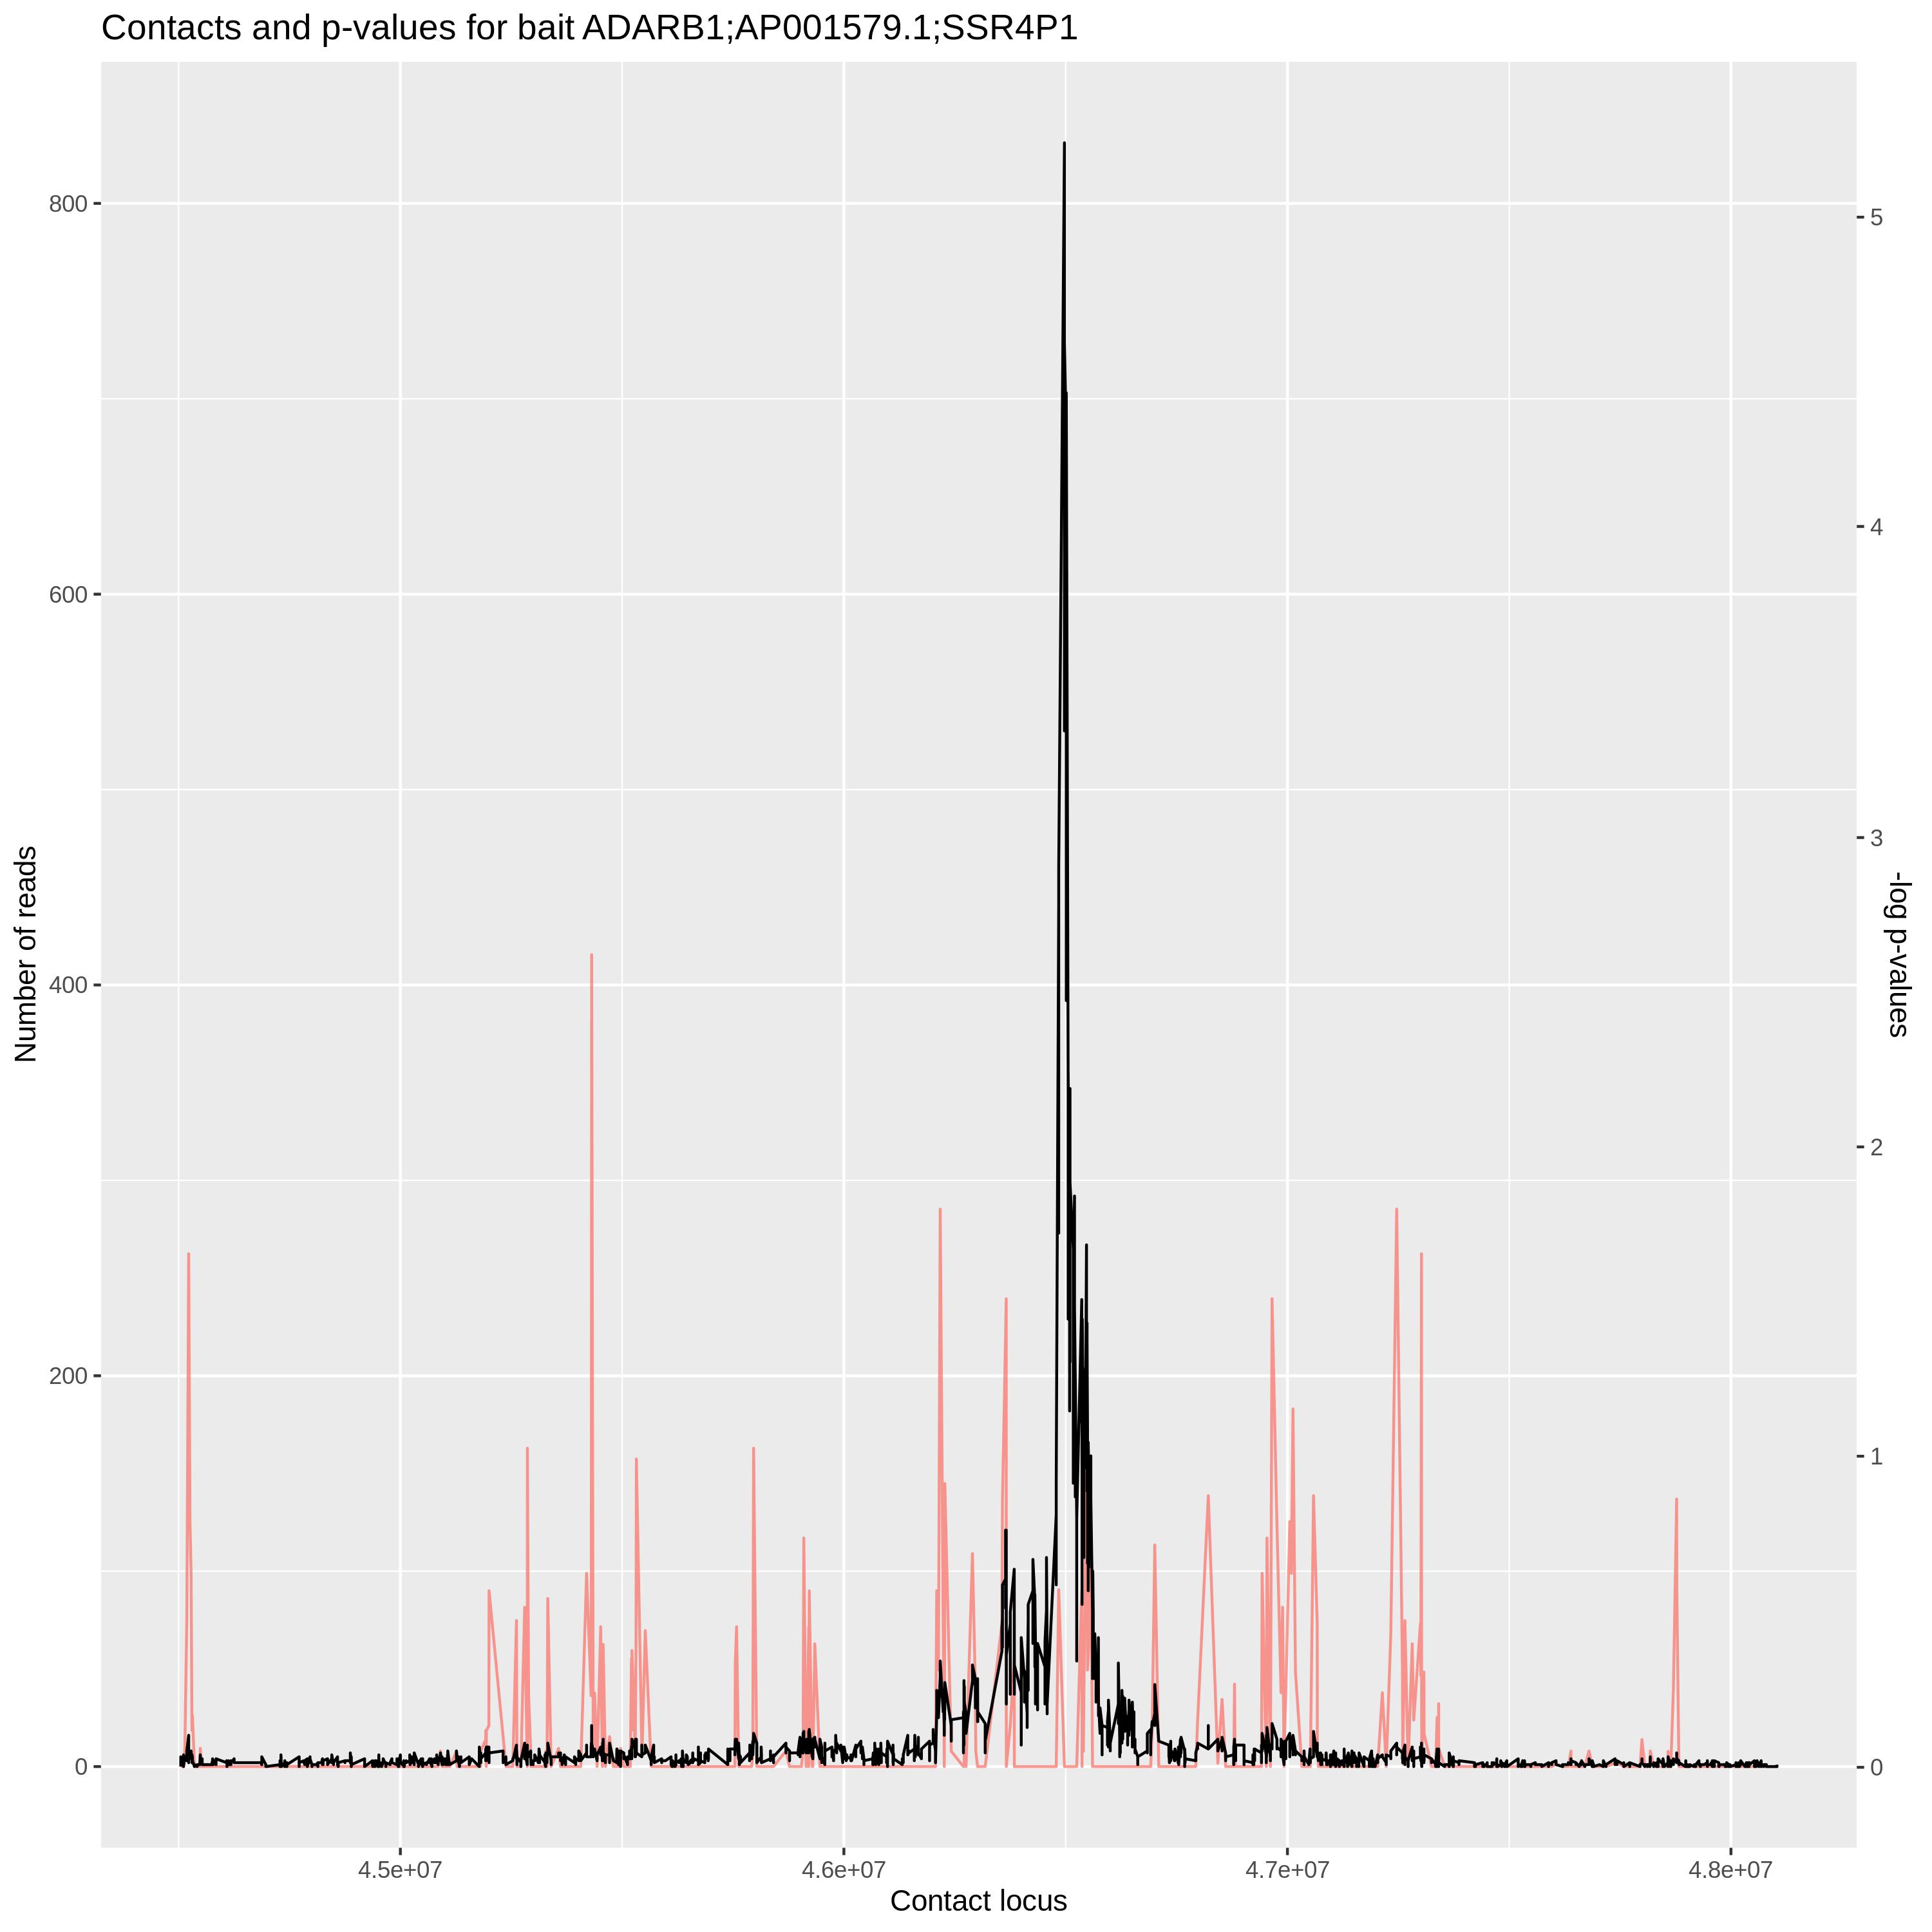 Contacts and p-values for bait ADARB1;AP001579.1;SSR4P1
800
600
400
200
0
Number of reads
5
4
3
2
1
0
-log p-values
4.5e+07 4.6e+07 4.7e+07 4.8e+07
Contact locus